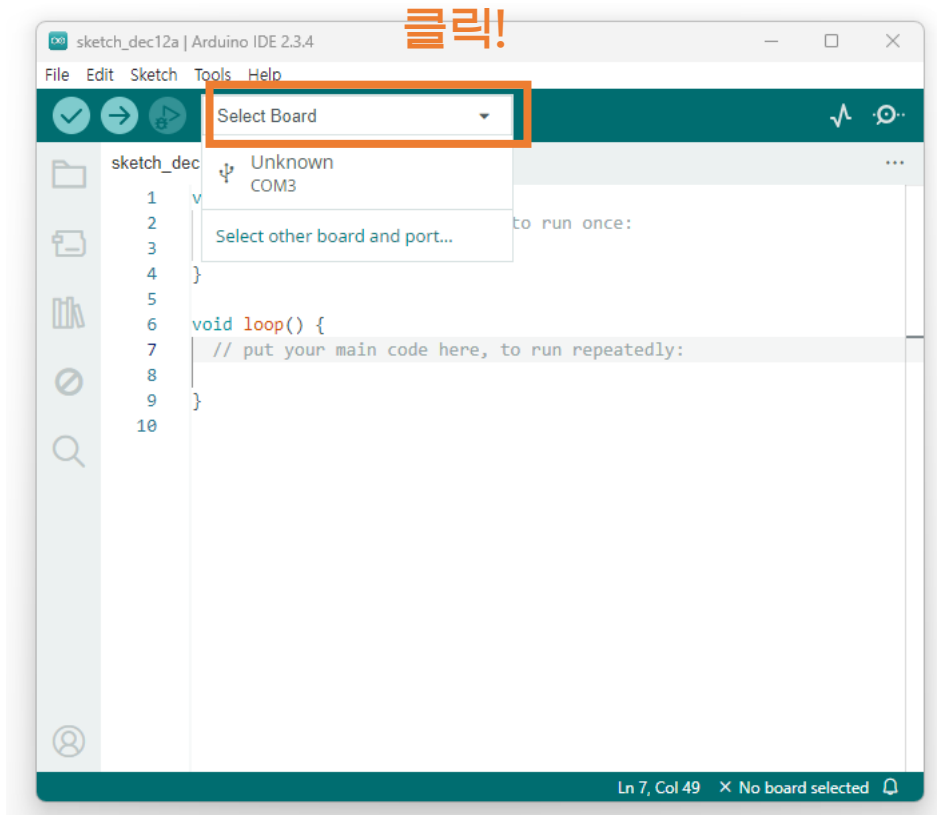 클릭!
sketch_dec12a | Arduino IDE 2.3.4
File Edit Sketch Tools Help
Select Board
sketch_dec
Unknown
COM3
Select other board and port...
1 v
2 to run once:
3
4 }
5
6 void loop() {
7 // put your main code here, to run repeatedly:
8
9 }
10
Ln 7, Col 49 × No board selected